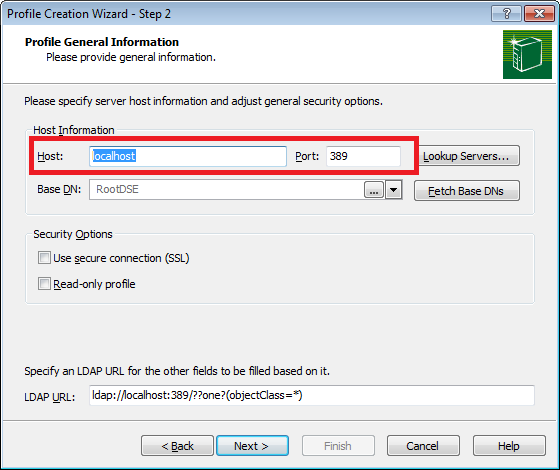 Profile Creation Wizard - Step 2
Profile General Information
Please provide general information.
Please specify server host information and adjust general security options.
Host Information
Host: localhost Port: 389 Lookup Servers...
Base DN: RootDSE ... Fetch Base DNs
Security Options
Use secure connection (SSL)
Read-only profile
Specify an LDAP URL for the other fields to be filled based on it.
LDAP URL: ldap://localhost:389/??one?(objectClass=*)
< Back Next > Finish Cancel Help